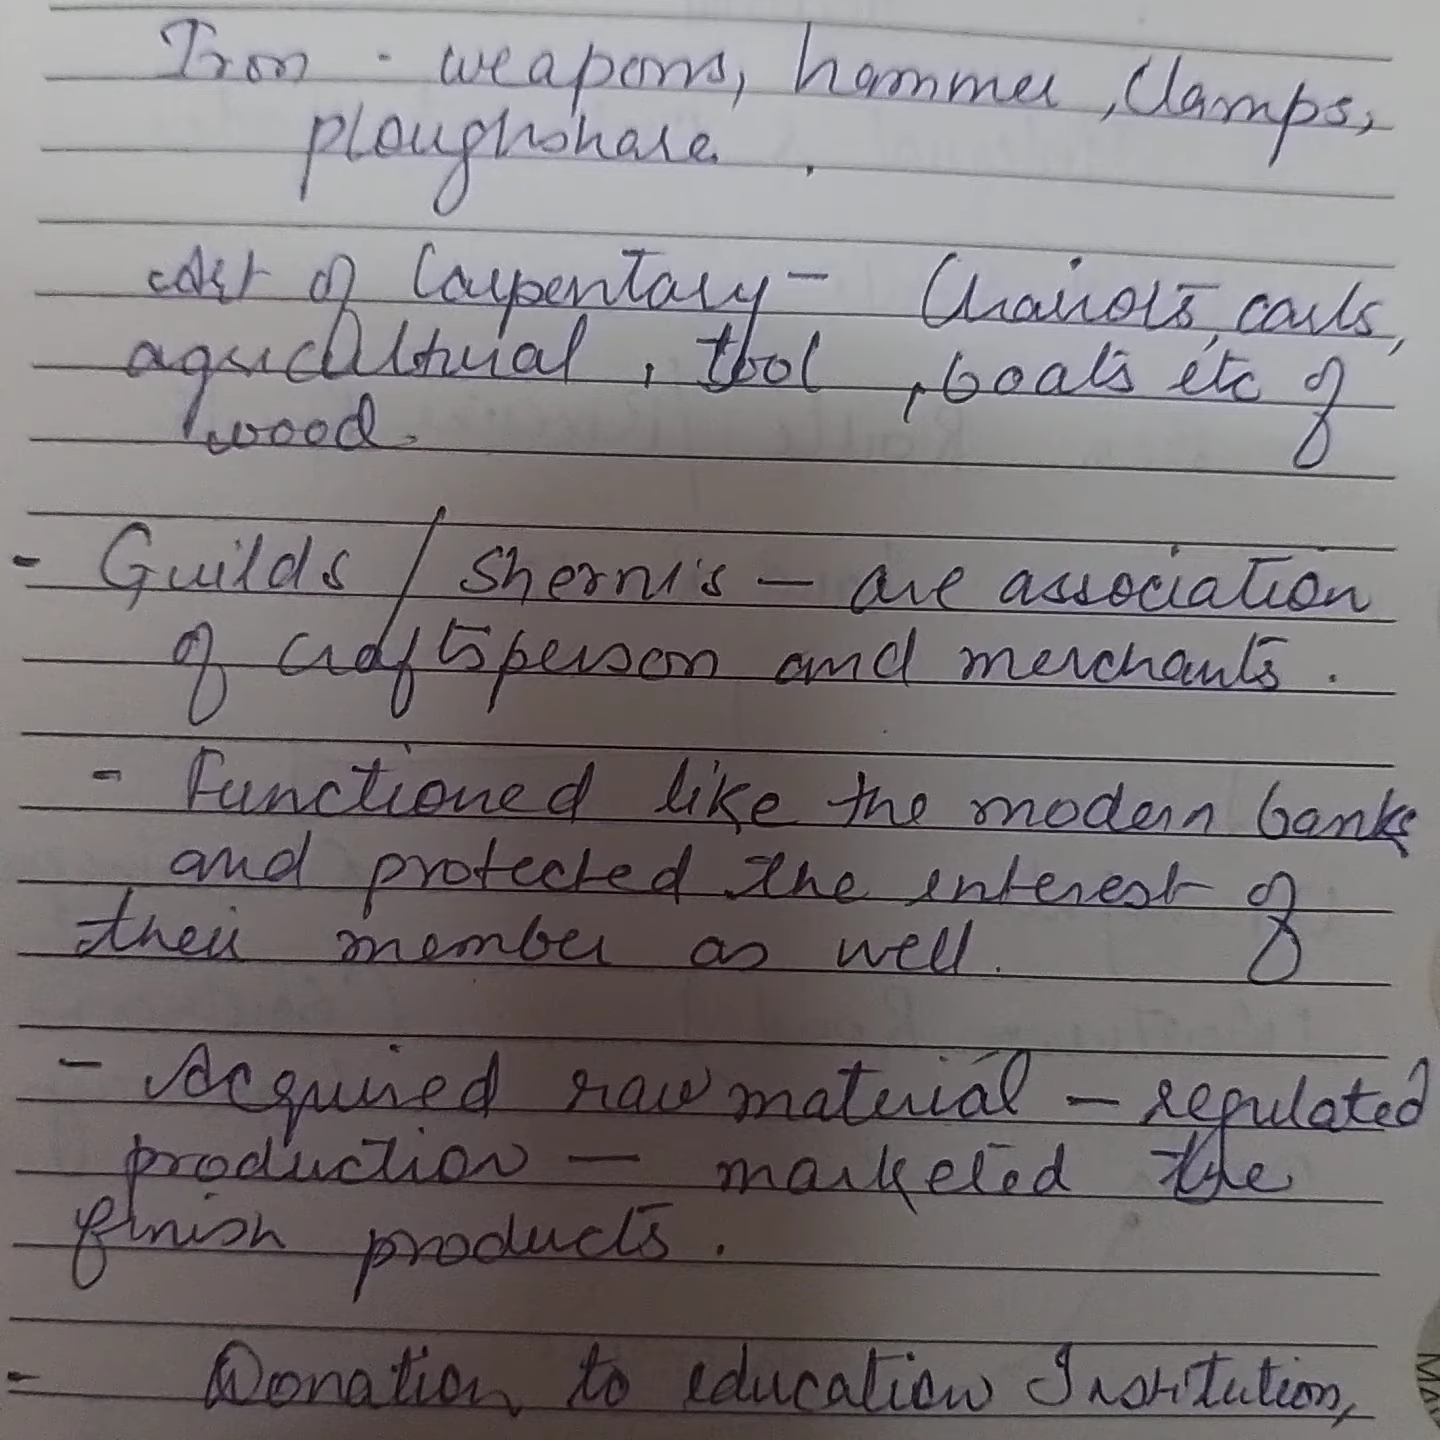 Iron - weapons, hammer, Clamps,
ploughshare.
Art of Carpentary - Chairots, carts,
agricultural, tool, boats etc of
wood.
- Guilds / Sherni's - are association
of craftsperson and merchants.
- Functioned like the modern banks
and protected the interest of
their member as well.
- Acquired raw material - regulated
production - marketed the
finish products.
- Donation to education Institution,